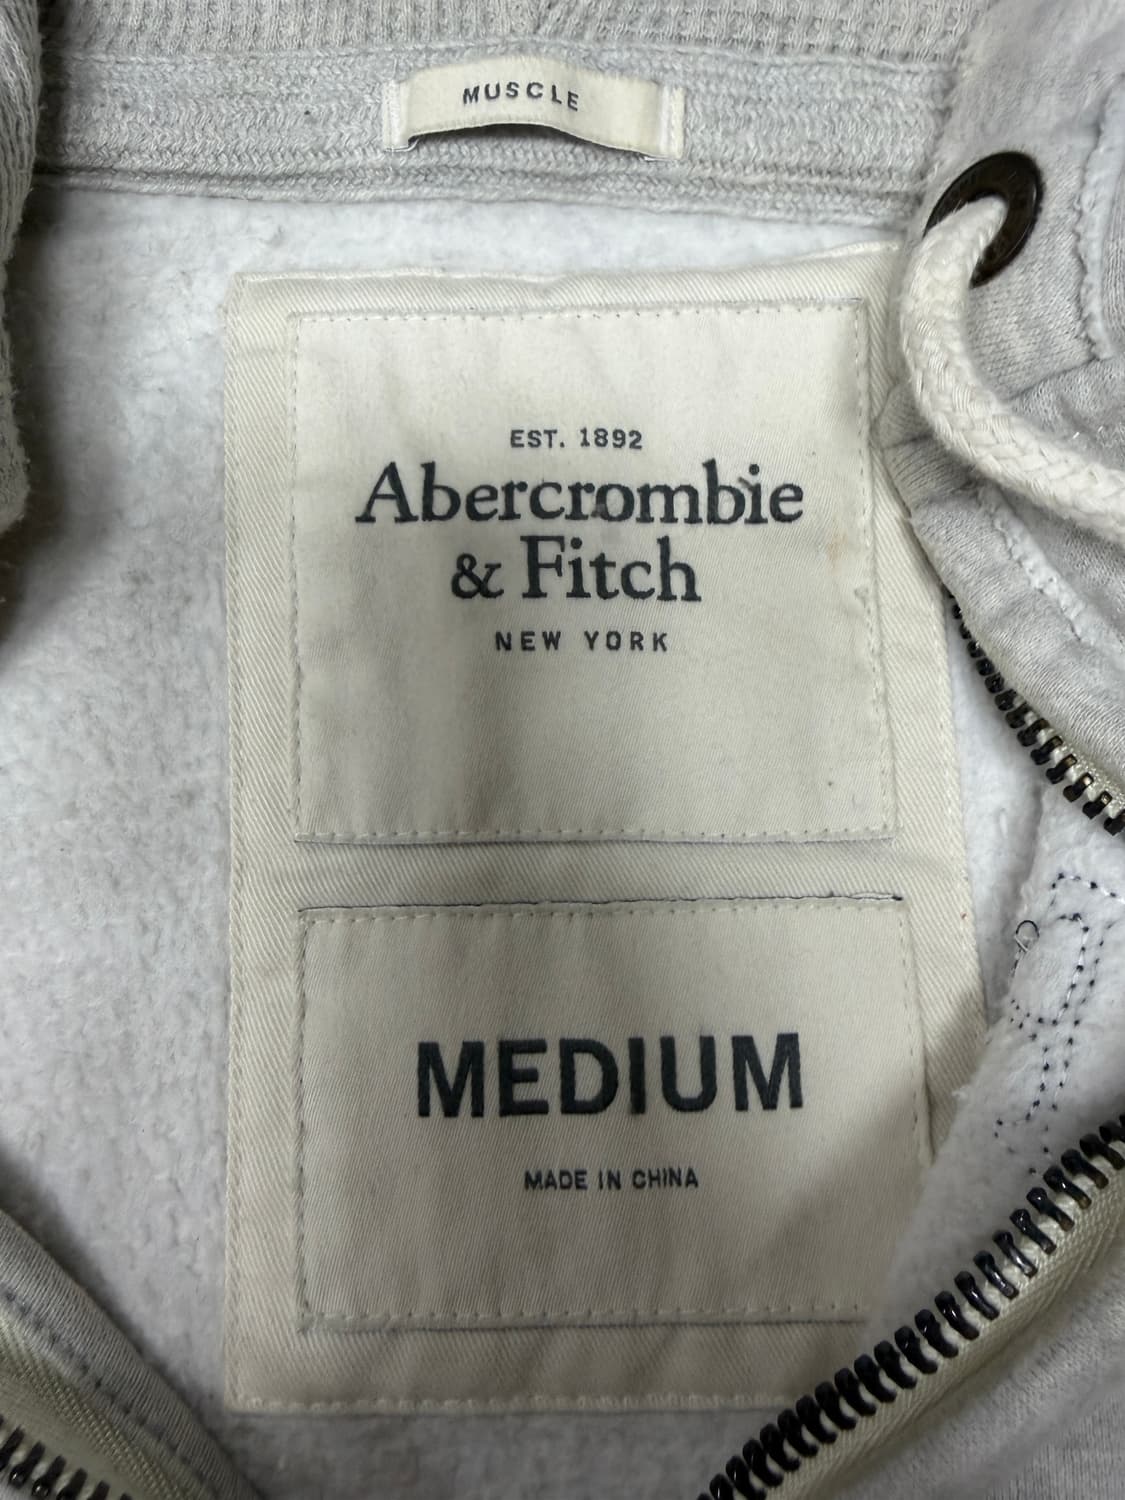 MUSCLE
EST. 1892
Abercrombie
& Fitch
NEW YORK
MEDIUM
MADE IN CHINA